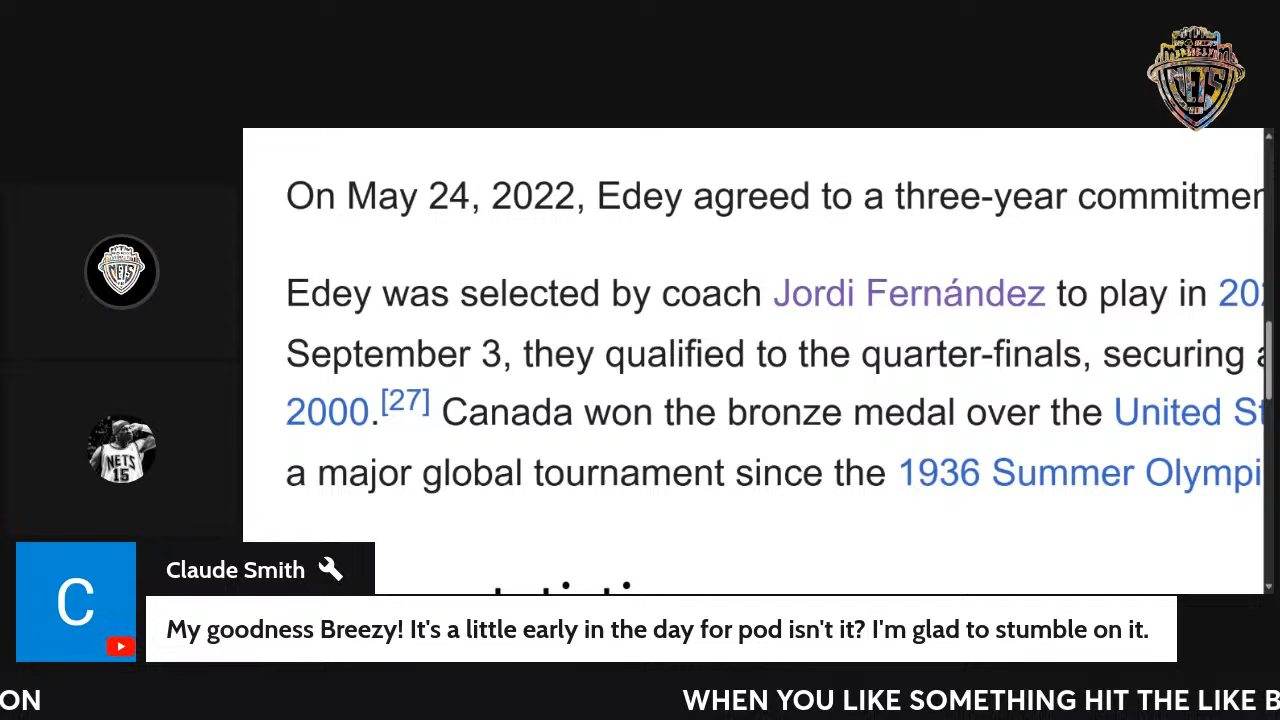 On May 24, 2022, Edey agreed to a three-year
Edey was selected by coach Jordi Fernández to play in
September 3, they qualified to the quarter-finals, securing
2000.[27] Canada won the bronze medal over the United
a major global tournament since the 1936 Summer
NETS
NETS
NETS
15
C
Claude Smith
My goodness Breezy! It's a little early in the day for pod isn't it? I'm glad to stumble on it.
ON WHEN YOU LIKE SOMETHING HIT THE LIKE B